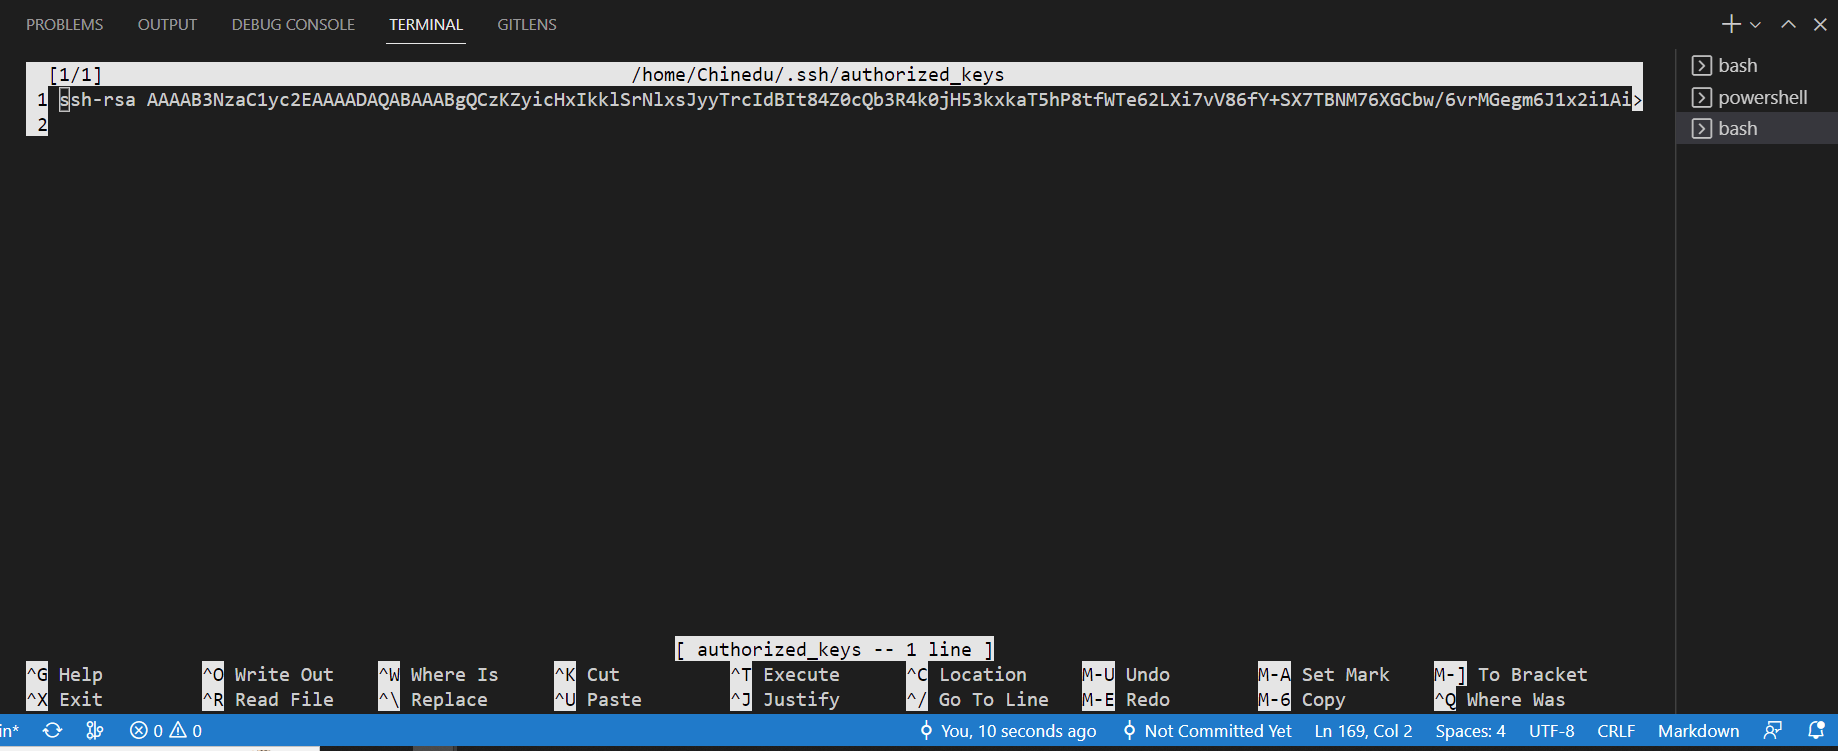 PROBLEMS OUTPUT DEBUG CONSOLE TERMINAL GITLENS
[1/1] /home/Chinedu/.ssh/authorized_keys
1 ssh-rsa AAAAB3NzaC1yc2EAAAADAQABAAABgQCzKZyicHxIkklSrNlxsJyyTrcIdBIt84Z0cQb3R4k0jH53kxkaT5hP8tfWTe62LXi7vV86fY+SX7TBNM76XGCbw/6vrMGegm6J1x2i1Ai>
2
bash
powershell
bash
[ authorized_keys -- 1 line ]
^G Help ^O Write Out ^W Where Is ^K Cut ^T Execute ^C Location M-U Undo M-A Set Mark M-] To Bracket
^X Exit ^R Read File ^\ Replace ^U Paste ^J Justify ^/ Go To Line M-E Redo M-6 Copy ^Q Where Was
in* 0 0 You, 10 seconds ago Not Committed Yet Ln 169, Col 2 Spaces: 4 UTF-8 CRLF Markdown